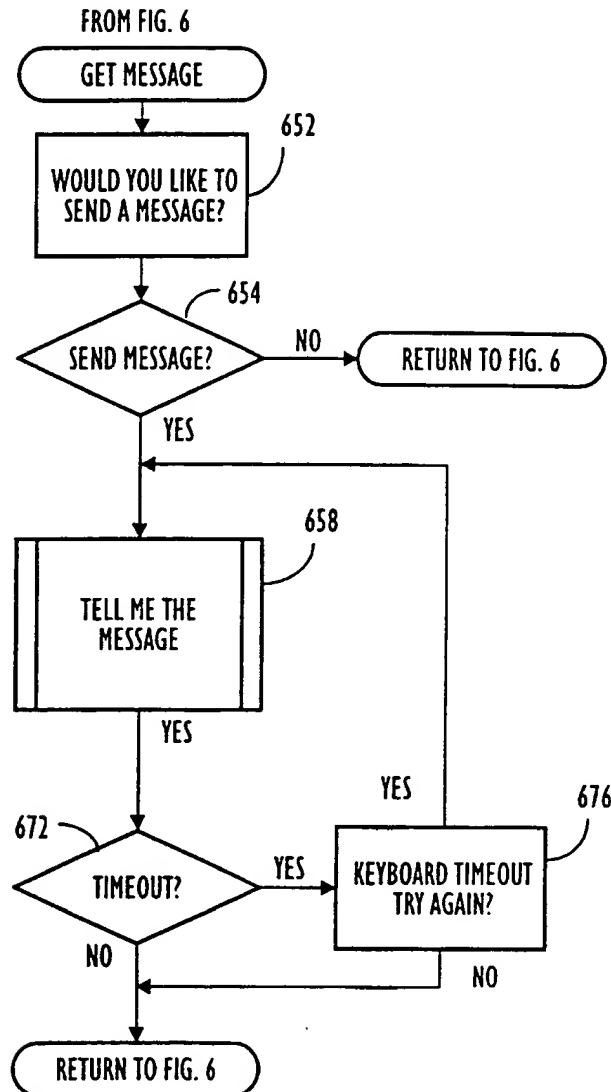 FROM FIG. 6
GET MESSAGE
652
WOULD YOU LIKE TO
SEND A MESSAGE?
654
SEND MESSAGE?
NO
RETURN TO FIG. 6
YES
658
TELL ME THE
MESSAGE
YES
YES
676
672
TIMEOUT?
YES
KEYBOARD TIMEOUT
TRY AGAIN?
NO
NO
RETURN TO FIG. 6